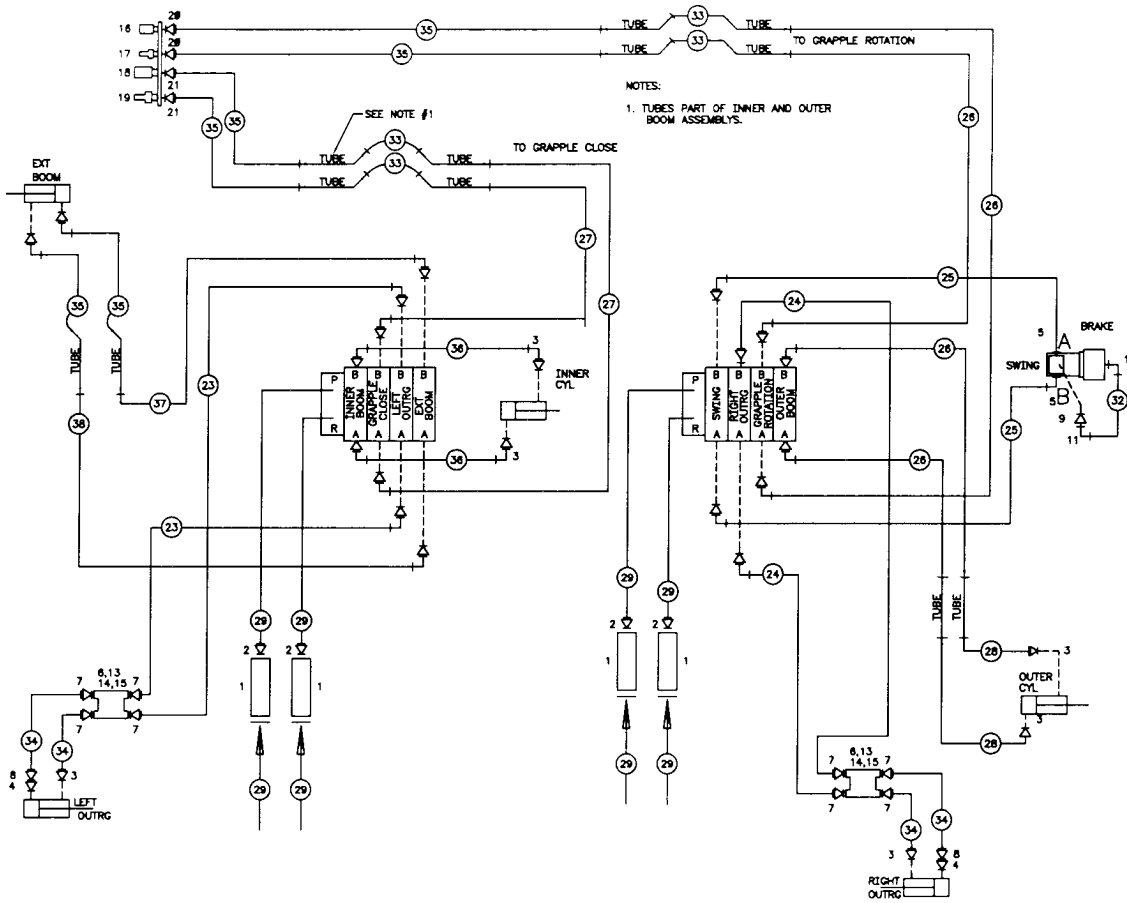 16
20
35
TUBE
33
TUBE
17
20
35
TUBE
33
TUBE
TO GRAPPLE ROTATION
18
21
19
21
35
35
26
26
NOTES:
1. TUBES PART OF INNER AND OUTER
BOOM ASSEMBLYS.
SEE NOTE #1
TUBE
33
TUBE
TO GRAPPLE CLOSE
TUBE
33
TUBE
EXT
BOOM
27
27
35
35
TUBE
TUBE
37
38
23
36
3
INNER
CYL
3
36
P
R
B
B
B
B
INNER
BOOM
GRAPPLE
CLOSE
LEFT
OUTRG
EXT
BOOM
A
A
A
A
23
25
24
26
5
A
BRAKE
SWING
5
B
9
11
1
32
25
P
R
B
B
B
B
SWING
RIGHT
OUTRG
GRAPPLE
ROTATION
OUTER
BOOM
A
A
A
A
26
24
TUBE
TUBE
29
29
2
2
1
1
29
29
29
29
2
2
1
1
29
29
28
3
OUTER
CYL
3
28
7
6,13
14,15
7
7
7
34
34
8
4
3
LEFT
OUTRG
7
6,13
14,15
7
7
7
34
34
3
8
4
RIGHT
OUTRG